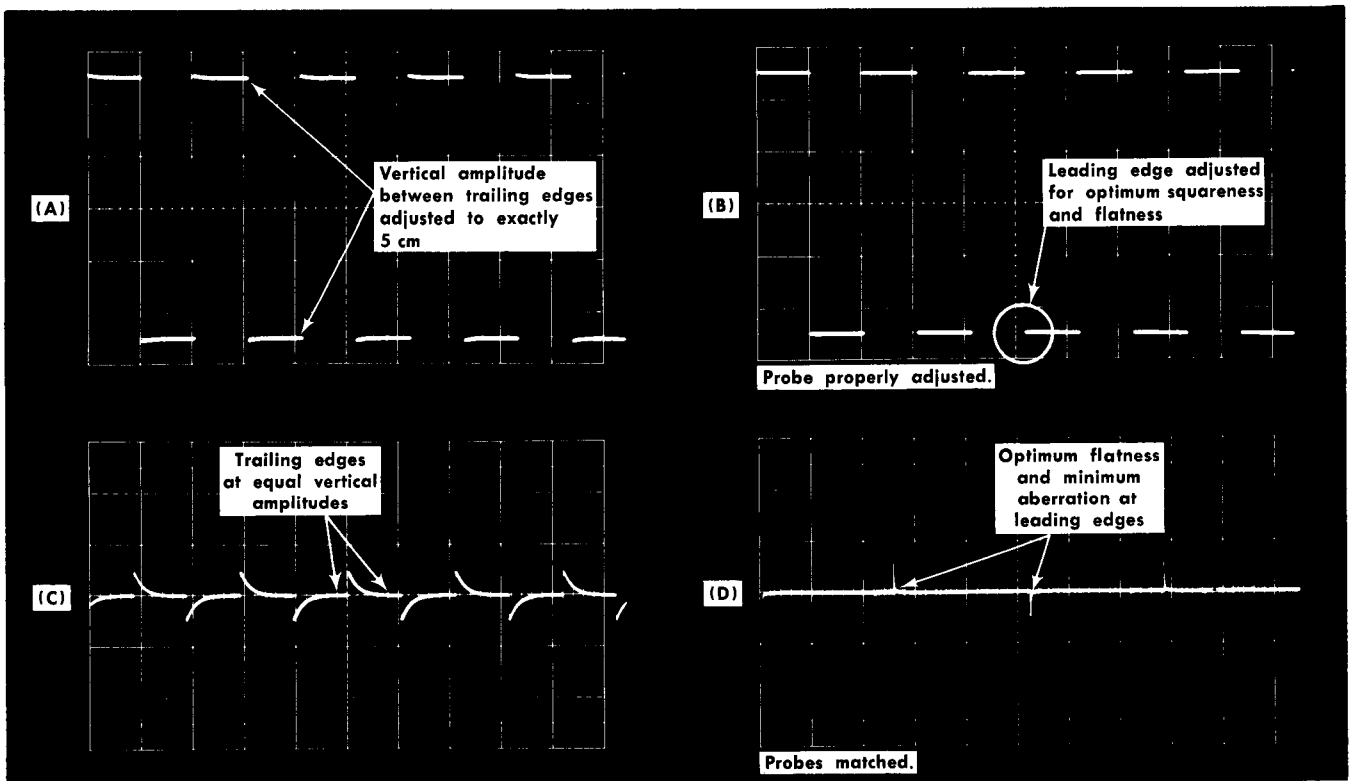 (A)
Vertical amplitude
between trailing edges
adjusted to exactly
5 cm
(B)
Leading edge adjusted
for optimum squareness
and flatness
Probe properly adjusted.
(C)
Trailing edges
at equal vertical
amplitudes
(D)
Optimum flatness
and minimum
aberration at
leading edges
Probes matched.